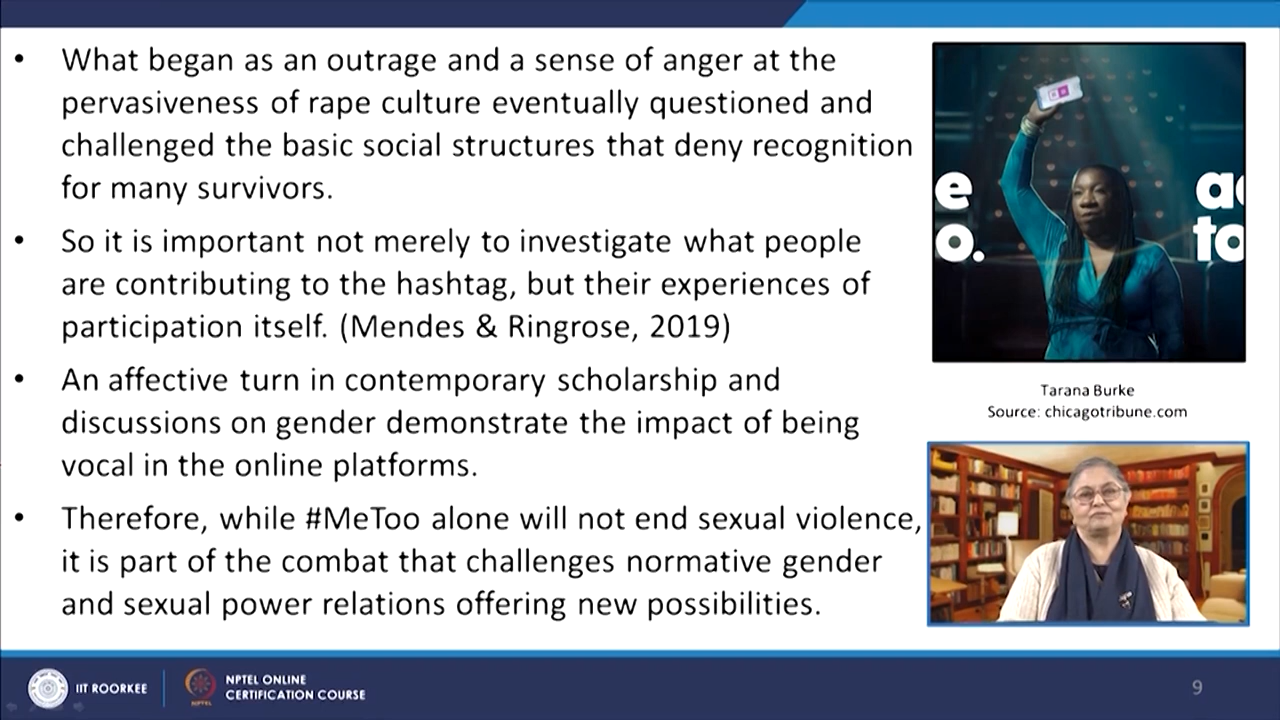 • What began as an outrage and a sense of anger at the
pervasiveness of rape culture eventually questioned and
challenged the basic social structures that deny recognition
for many survivors.
• So it is important not merely to investigate what people
are contributing to the hashtag, but their experiences of
participation itself. (Mendes & Ringrose, 2019)
• An affective turn in contemporary scholarship and
discussions on gender demonstrate the impact of being
vocal in the online platforms.
• Therefore, while #MeToo alone will not end sexual violence,
it is part of the combat that challenges normative gender
and sexual power relations offering new possibilities.
e
o.
a
to
Tarana Burke
Source: chicagotribune.com
IIT ROORKEE
NPTEL
NPTEL ONLINE
CERTIFICATION COURSE
9